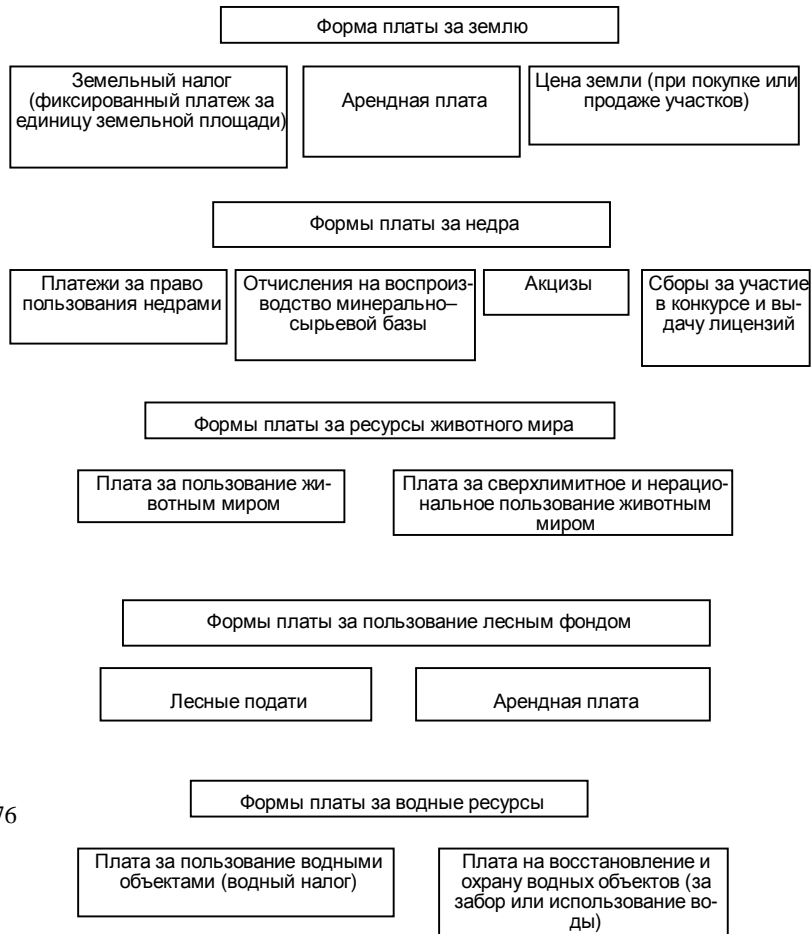 Форма платы за землю
Земельный налог
(фиксированный платеж за
единицу земельной площади)
Арендная плата
Цена земли (при покупке или
продаже участков)
Формы платы за недра
Платежи за право
пользования недрами
Отчисления на воспроиз-
водство минерально–
сырьевой базы
Акцизы
Сборы за участие
в конкурсе и вы-
дачу лицензий
Формы платы за ресурсы животного мира
Плата за пользование жи-
вотным миром
Плата за сверхлимитное и нерацио-
нальное пользование животным
миром
Формы платы за пользование лесным фондом
Лесные подати
Арендная плата
Формы платы за водные ресурсы
76
Плата за пользование водными
объектами (водный налог)
Плата на восстановление и
охрану водных объектов (за
забор или использование во-
ды)